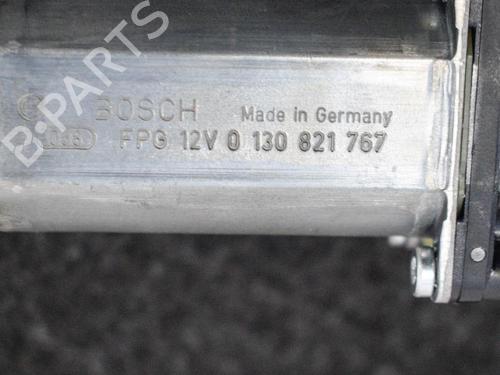 BOSCH Made in Germany
FPG 12V 0 130 821 767
B-PARTS